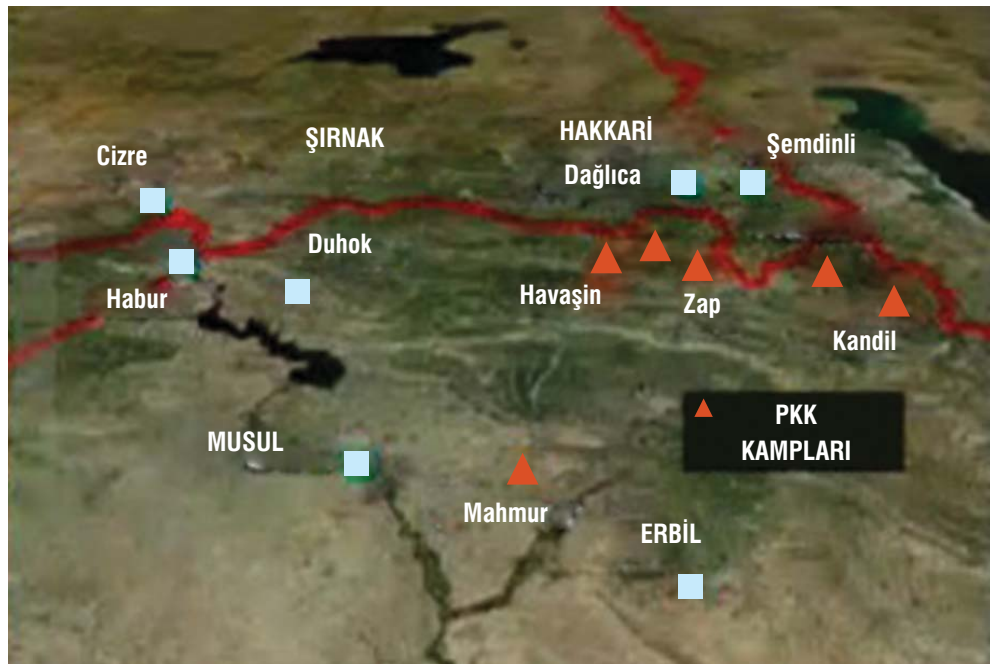 HAKKARİ
ŞIRNAK
Şemdinli
Cizre
Dağlıca
Duhok
Habur
Havaşin
Zap
Kandil
PKK
KAMPLARI
MUSUL
Mahmur
ERBİL